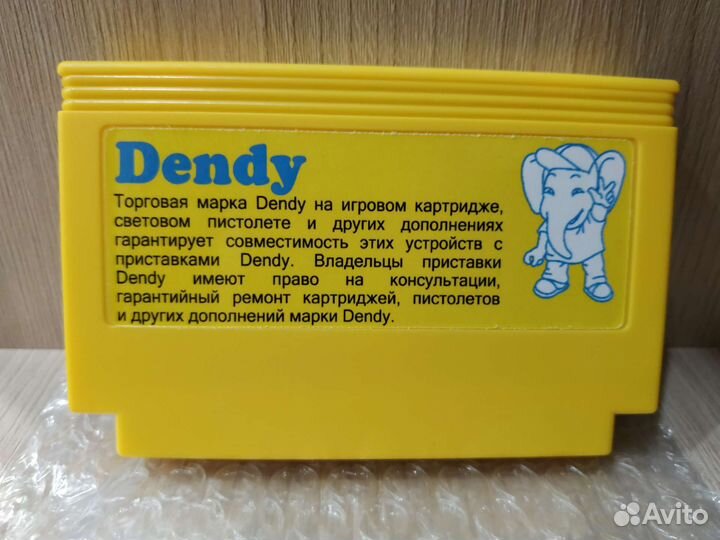 Dendy
Торговая марка Dendy на игровом картридже,
световом пистолете и других дополнениях
гарантирует совместимость этих устройств с
приставками Dendy. Владельцы приставки
Dendy имеют право на консультации,
гарантийный ремонт картриджей, пистолетов
и других дополнений марки Dendy.
Avito